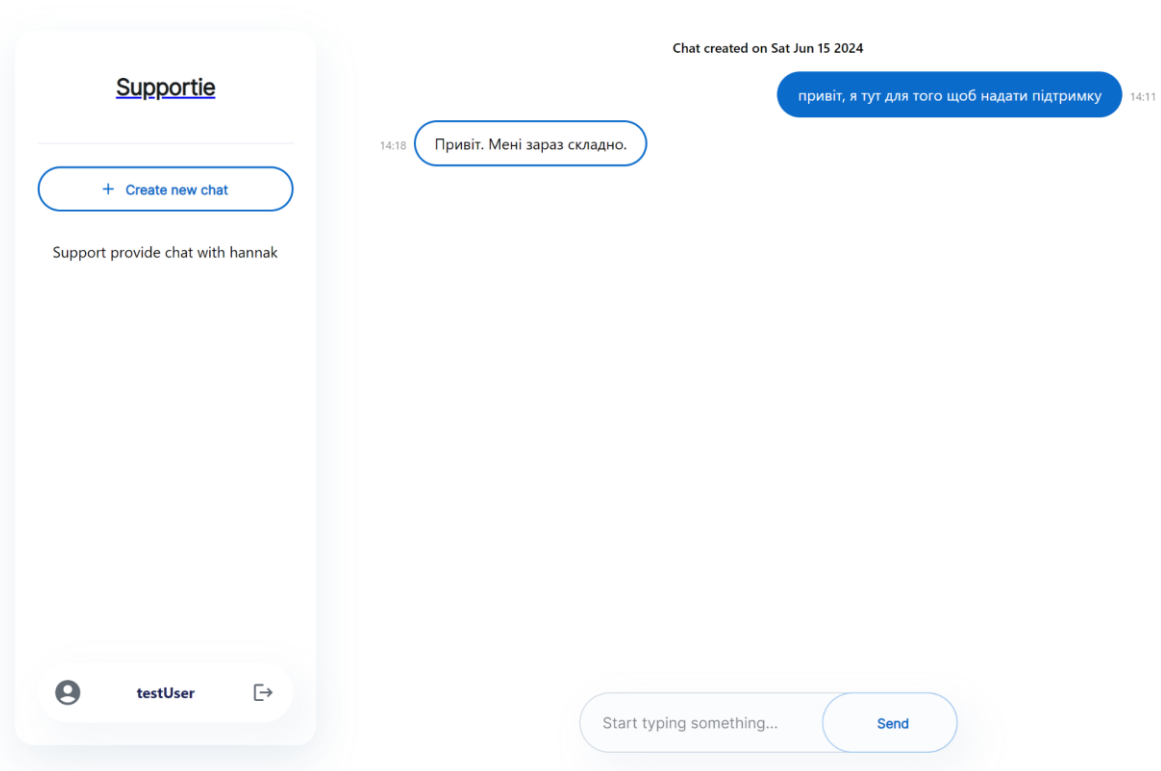 Supportie
+ Create new chat
Support provide chat with hannak
testUser
Chat created on Sat Jun 15 2024
привіт, я тут для того щоб надати підтримку 14:11
14:18 Привіт. Мені зараз складно.
Start typing something... Send